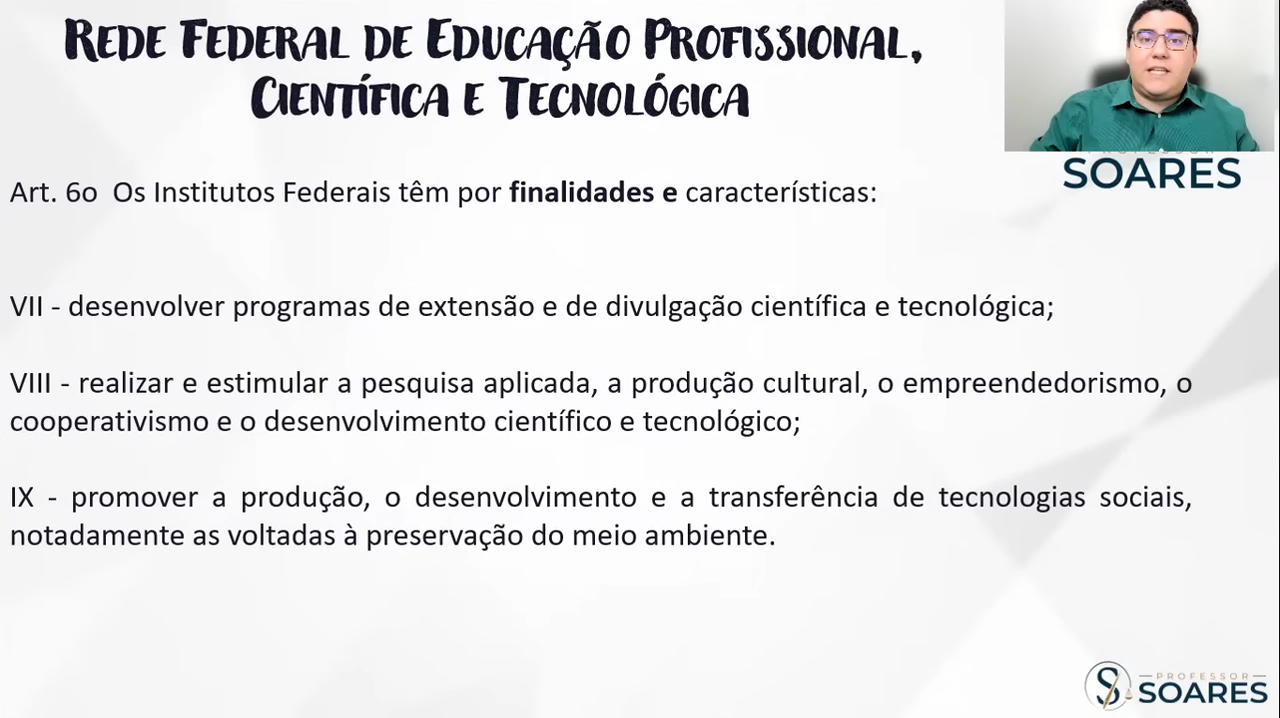 Rede Federal de Educação Profissional,
Científica e Tecnológica
SOARES
Art. 6o  Os Institutos Federais têm por finalidades e características:
VII - desenvolver programas de extensão e de divulgação científica e tecnológica;
VIII - realizar e estimular a pesquisa aplicada, a produção cultural, o empreendedorismo, o
cooperativismo e o desenvolvimento científico e tecnológico;
IX - promover a produção, o desenvolvimento e a transferência de tecnologias sociais,
notadamente as voltadas à preservação do meio ambiente.
PROFESSOR
SOARES